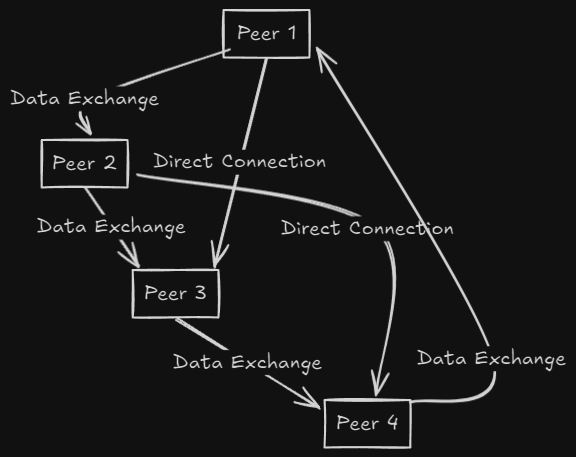 Peer 1
Data Exchange
Peer 2
Direct Connection
Data Exchange
Direct Connection
Peer 3
Data Exchange
Data Exchange
Peer 4